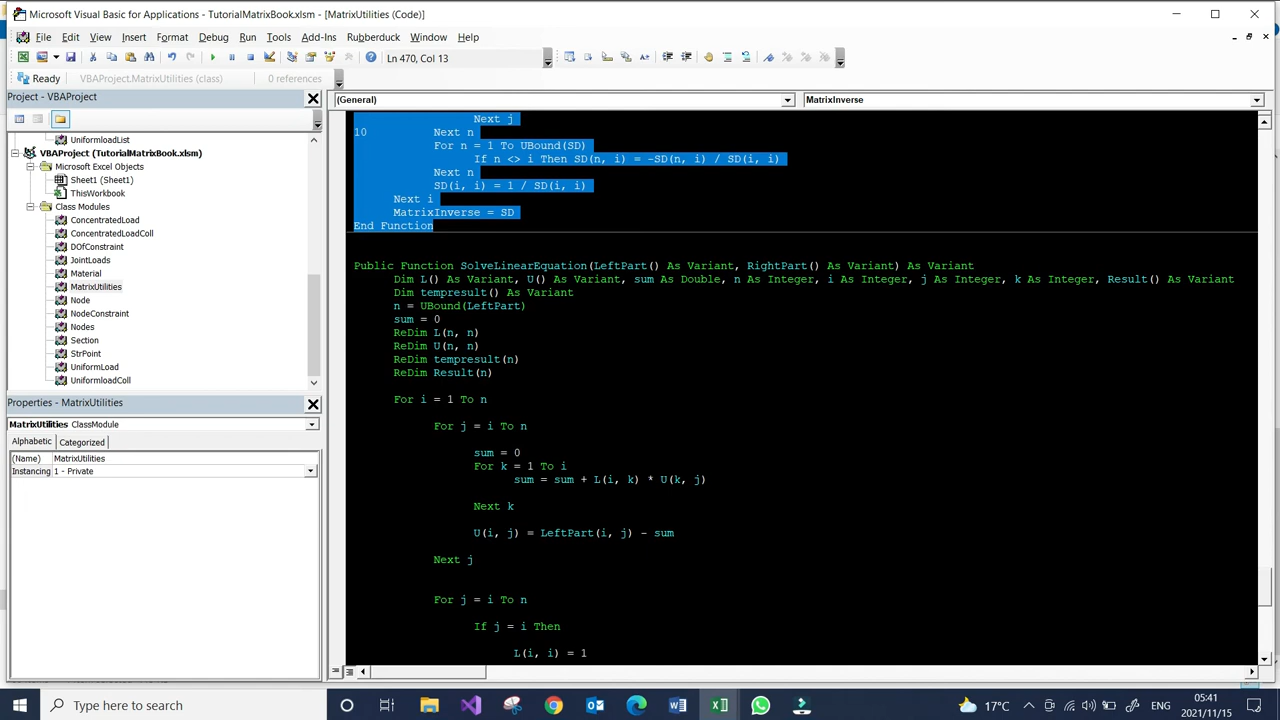 Microsoft Visual Basic for Applications - TutorialMatrixBook.xlsm - [MatrixUtilities (Code)]
File Edit View Insert Format Debug Run Tools Add-Ins Rubberduck Window Help
Ln 470, Col 13
Ready VBAProject.MatrixUtilities (class) 0 references
Project - VBAProject
UniformloadList
VBAProject (TutorialMatrixBook.xlsm)
Microsoft Excel Objects
Sheet1 (Sheet1)
ThisWorkbook
Class Modules
ConcentratedLoad
ConcentratedLoadColl
DOfConstraint
JointLoads
Material
MatrixUtilities
Node
NodeConstraint
Nodes
Section
StrPoint
UniformLoad
UniformloadColl
Properties - MatrixUtilities
MatrixUtilities ClassModule
Alphabetic Categorized
(Name) MatrixUtilities
Instancing 1 - Private
(General) MatrixInverse
Next j
10 Next n
For n = 1 To UBound(SD)
If n <> i Then SD(n, i) = -SD(n, i) / SD(i, i)
Next n
SD(i, i) = 1 / SD(i, i)
Next i
MatrixInverse = SD
End Function
Public Function SolveLinearEquation(LeftPart() As Variant, RightPart() As Variant) As Variant
Dim L() As Variant, U() As Variant, sum As Double, n As Integer, i As Integer, j As Integer, k As Integer, Result() As Variant
Dim tempresult() As Variant
n = UBound(LeftPart)
sum = 0
ReDim L(n, n)
ReDim U(n, n)
ReDim tempresult(n)
ReDim Result(n)
For i = 1 To n
For j = i To n
sum = 0
For k = 1 To i
sum = sum + L(i, k) * U(k, j)
Next k
U(i, j) = LeftPart(i, j) - sum
Next j
For j = i To n
If j = i Then
L(i, i) = 1
Type here to search
17°C
ENG
05:41
2021/11/15